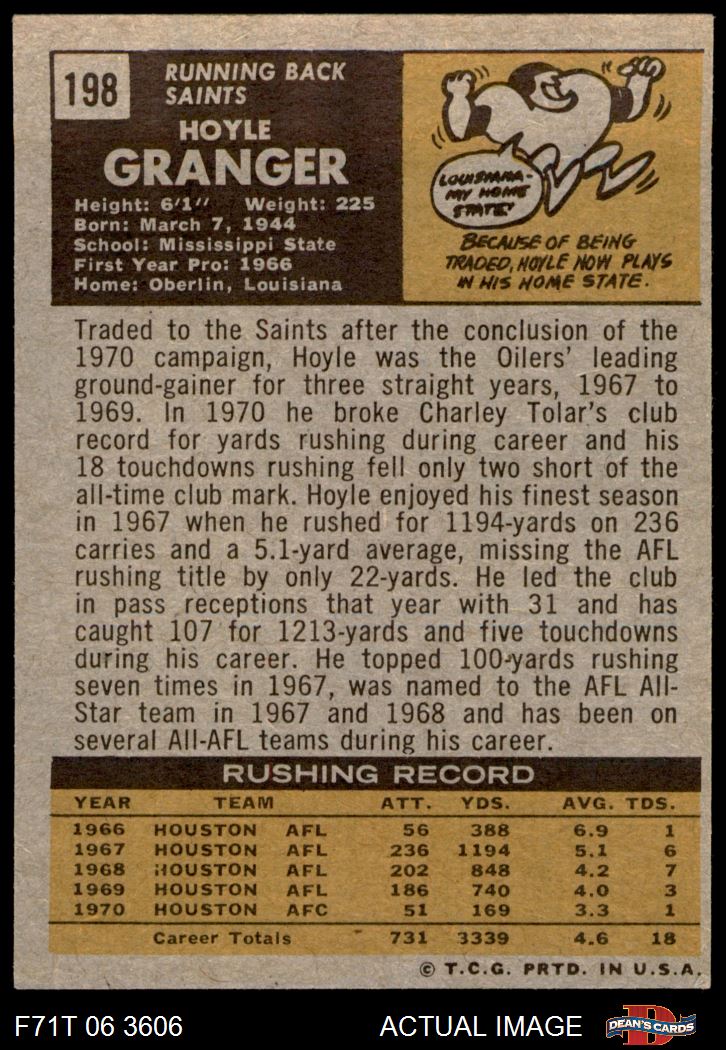 198
RUNNING BACK
SAINTS
HOYLE
GRANGER
Height: 6'1" Weight: 225
Born: March 7, 1944
School: Mississippi State
First Year Pro: 1966
Home: Oberlin, Louisiana
LOUISIANA-
MY HOME
STATE!
BECAUSE OF BEING
TRADED, HOYLE NOW PLAYS
IN HIS HOME STATE.
Traded to the Saints after the conclusion of the
1970 campaign, Hoyle was the Oilers' leading
ground-gainer for three straight years, 1967 to
1969. In 1970 he broke Charley Tolar's club
record for yards rushing during career and his
18 touchdowns rushing fell only two short of the
all-time club mark. Hoyle enjoyed his finest season
in 1967 when he rushed for 1194-yards on 236
carries and a 5.1-yard average, missing the AFL
rushing title by only 22-yards. He led the club
in pass receptions that year with 31 and has
caught 107 for 1213-yards and five touchdowns
during his career. He topped 100-yards rushing
seven times in 1967, was named to the AFL All-
Star team in 1967 and 1968 and has been on
several All-AFL teams during his career.
RUSHING RECORD
YEAR TEAM ATT. YDS. AVG. TDS.
1966 HOUSTON AFL 56 388 6.9 1
1967 HOUSTON AFL 236 1194 5.1 6
1968 HOUSTON AFL 202 848 4.2 7
1969 HOUSTON AFL 186 740 4.0 3
1970 HOUSTON AFC 51 169 3.3 1
Career Totals 731 3339 4.6 18
© T.C.G. PRTD. IN U.S.A.
F71T 06 3606 ACTUAL IMAGE D DEAN'S CARDS